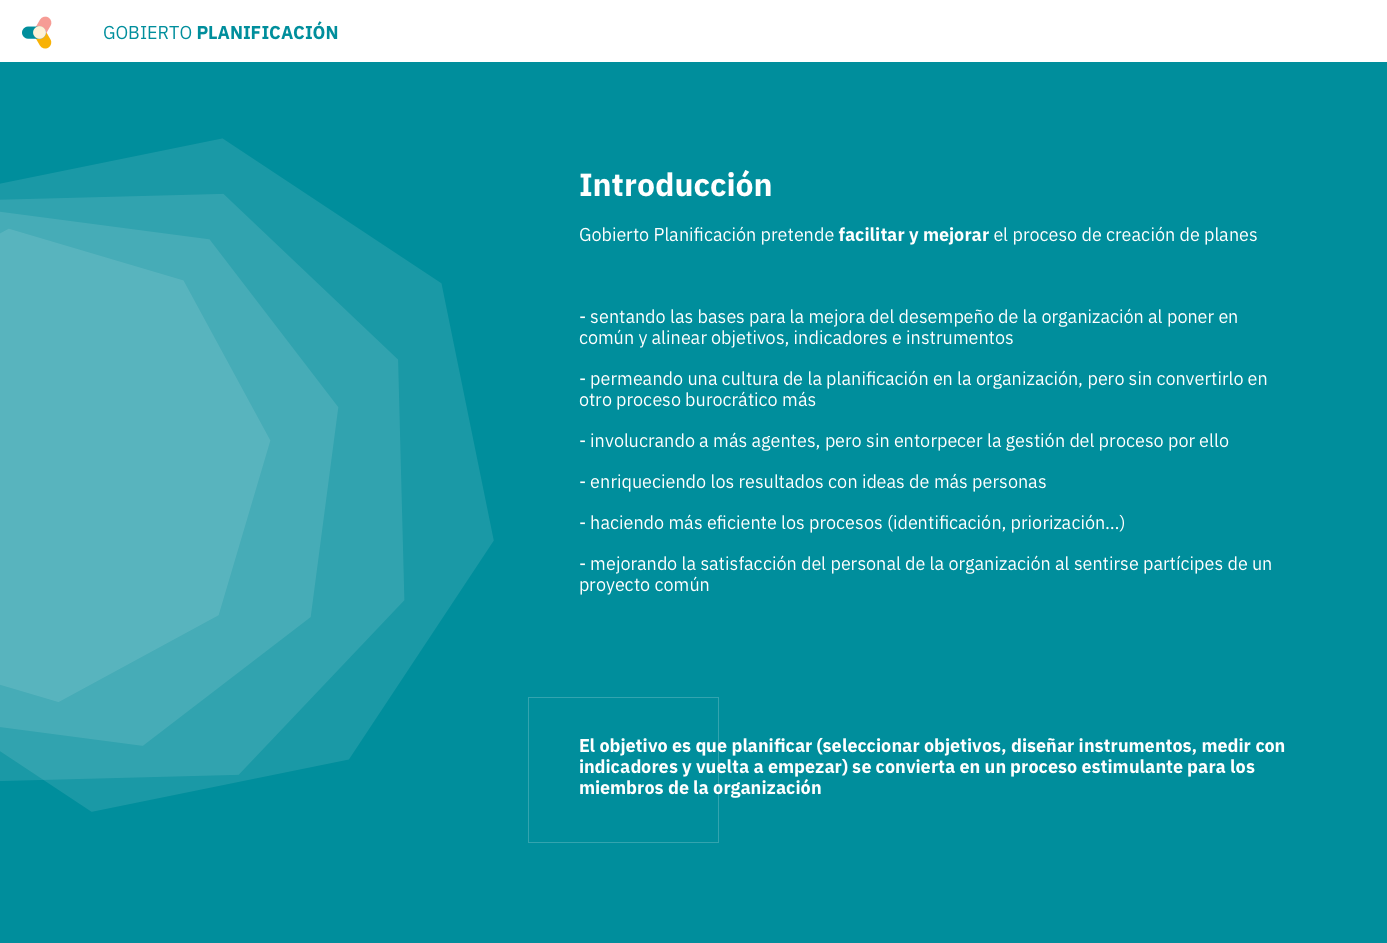 GOBIERTO PLANIFICACIÓN
Introducción
Gobierto Planificación pretende facilitar y mejorar el proceso de creación de planes
- sentando las bases para la mejora del desempeño de la organización al poner en
común y alinear objetivos, indicadores e instrumentos
- permeando una cultura de la planificación en la organización, pero sin convertirlo en
otro proceso burocrático más
- involucrando a más agentes, pero sin entorpecer la gestión del proceso por ello
- enriqueciendo los resultados con ideas de más personas
- haciendo más eficiente los procesos (identificación, priorización...)
- mejorando la satisfacción del personal de la organización al sentirse partícipes de un
proyecto común
El objetivo es que planificar (seleccionar objetivos, diseñar instrumentos, medir con
indicadores y vuelta a empezar) se convierta en un proceso estimulante para los
miembros de la organización